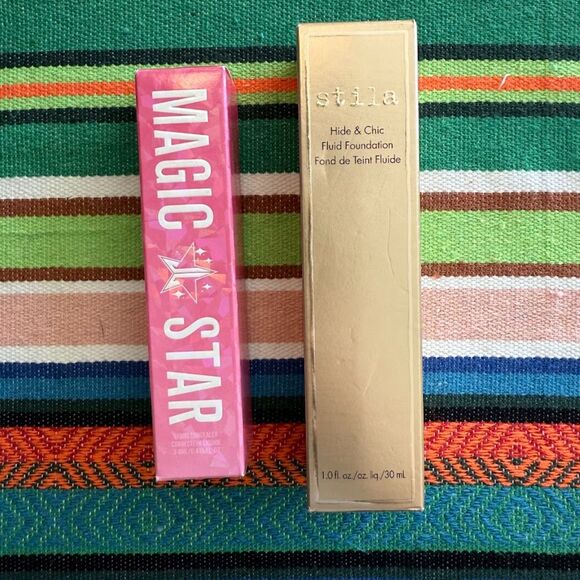 MAGIC STAR
stila
Hide & Chic
Fluid Foundation
Fond de Teint Fluide
1.0 fl. oz./oz. liq./30 mL